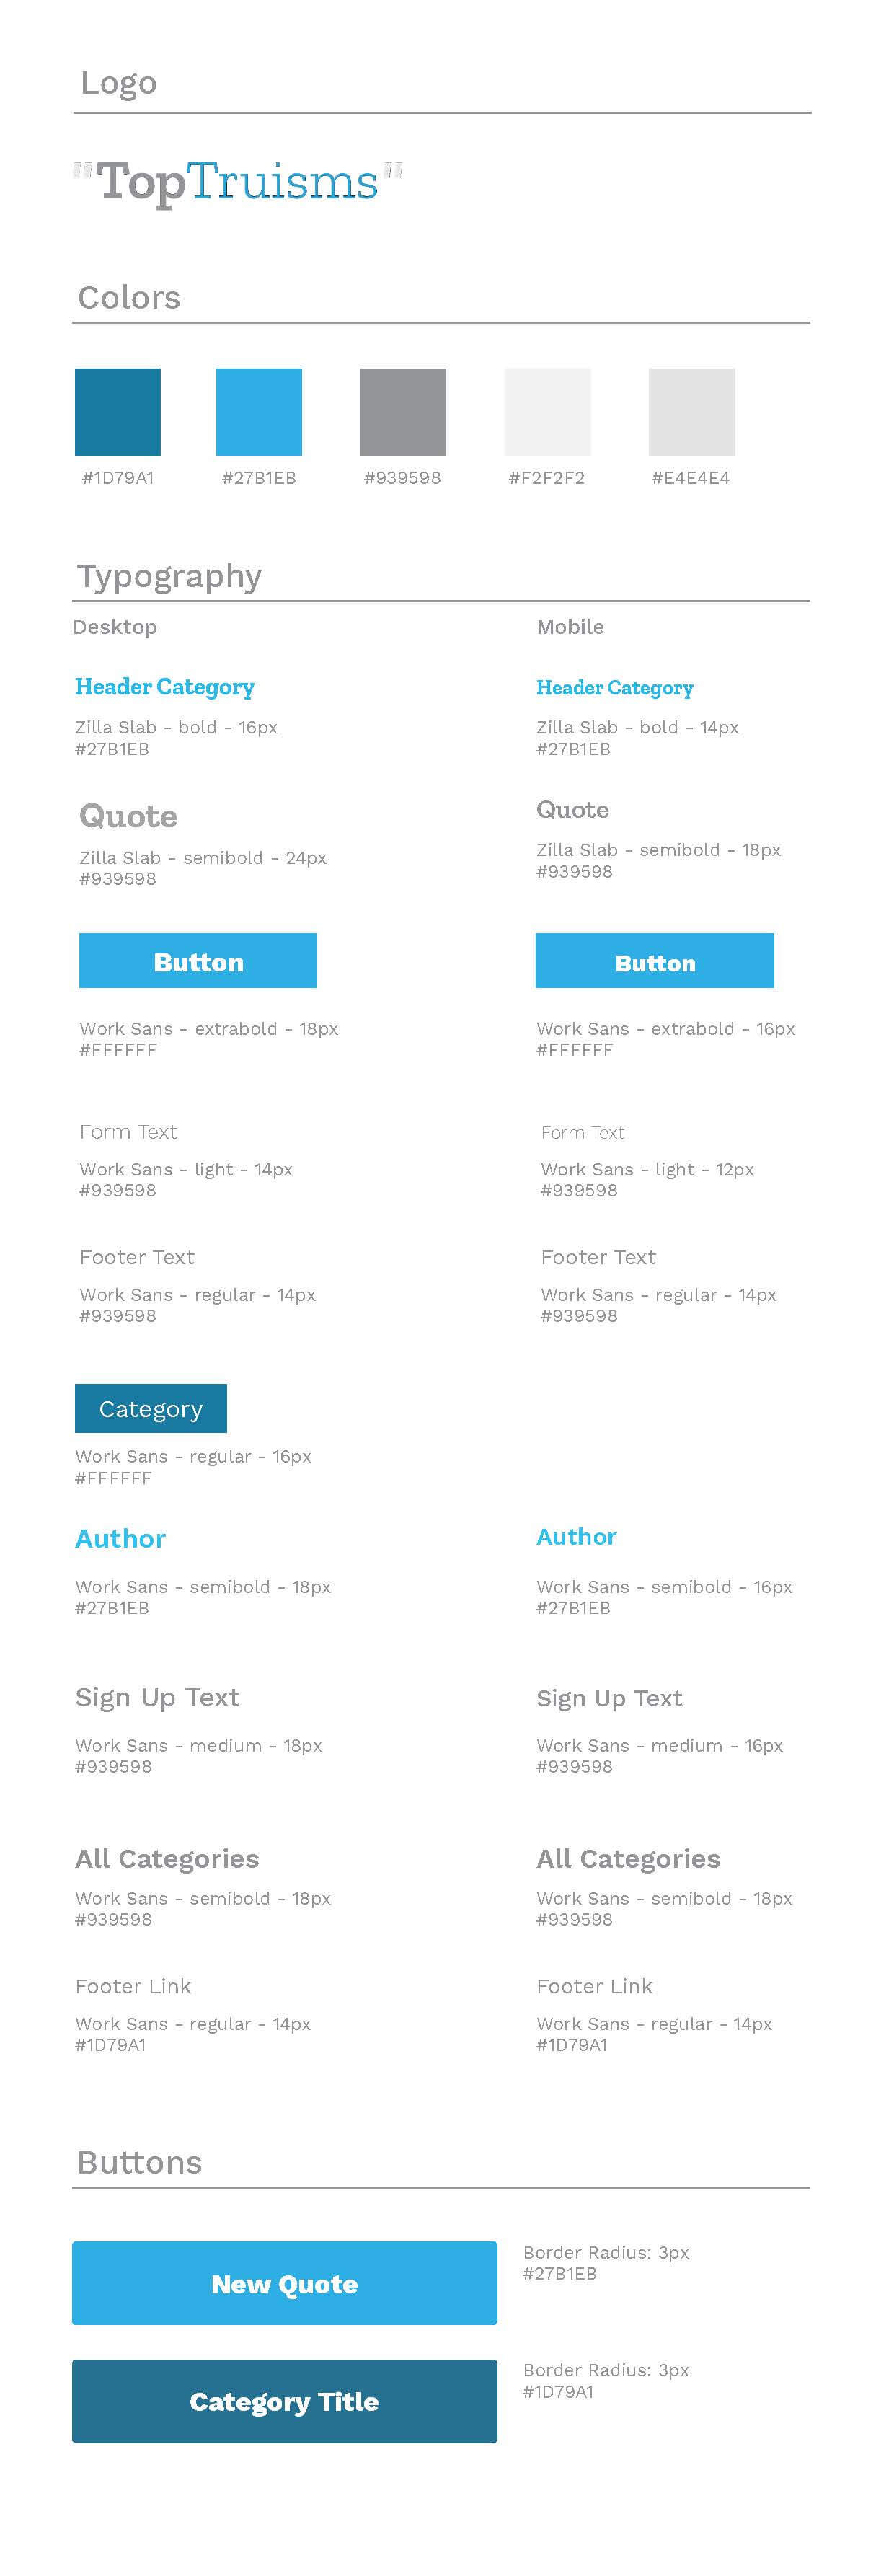 Logo
"TopTruisms"
Colors
#1D79A1 #27B1EB #939598 #F2F2F2 #E4E4E4
Typography
Desktop Mobile
Header Category Header Category
Zilla Slab - bold - 16px Zilla Slab - bold - 14px
#27B1EB #27B1EB
Quote Quote
Zilla Slab - semibold - 24px Zilla Slab - semibold - 18px
#939598 #939598
Button Button
Work Sans - extrabold - 18px Work Sans - extrabold - 16px
#FFFFFF #FFFFFF
Form Text Form Text
Work Sans - light - 14px Work Sans - light - 12px
#939598 #939598
Footer Text Footer Text
Work Sans - regular - 14px Work Sans - regular - 14px
#939598 #939598
Category
Work Sans - regular - 16px
#FFFFFF
Author Author
Work Sans - semibold - 18px Work Sans - semibold - 16px
#27B1EB #27B1EB
Sign Up Text Sign Up Text
Work Sans - medium - 18px Work Sans - medium - 16px
#939598 #939598
All Categories All Categories
Work Sans - semibold - 18px Work Sans - semibold - 18px
#939598 #939598
Footer Link Footer Link
Work Sans - regular - 14px Work Sans - regular - 14px
#1D79A1 #1D79A1
Buttons
New Quote
Border Radius: 3px
#27B1EB
Category Title
Border Radius: 3px
#1D79A1